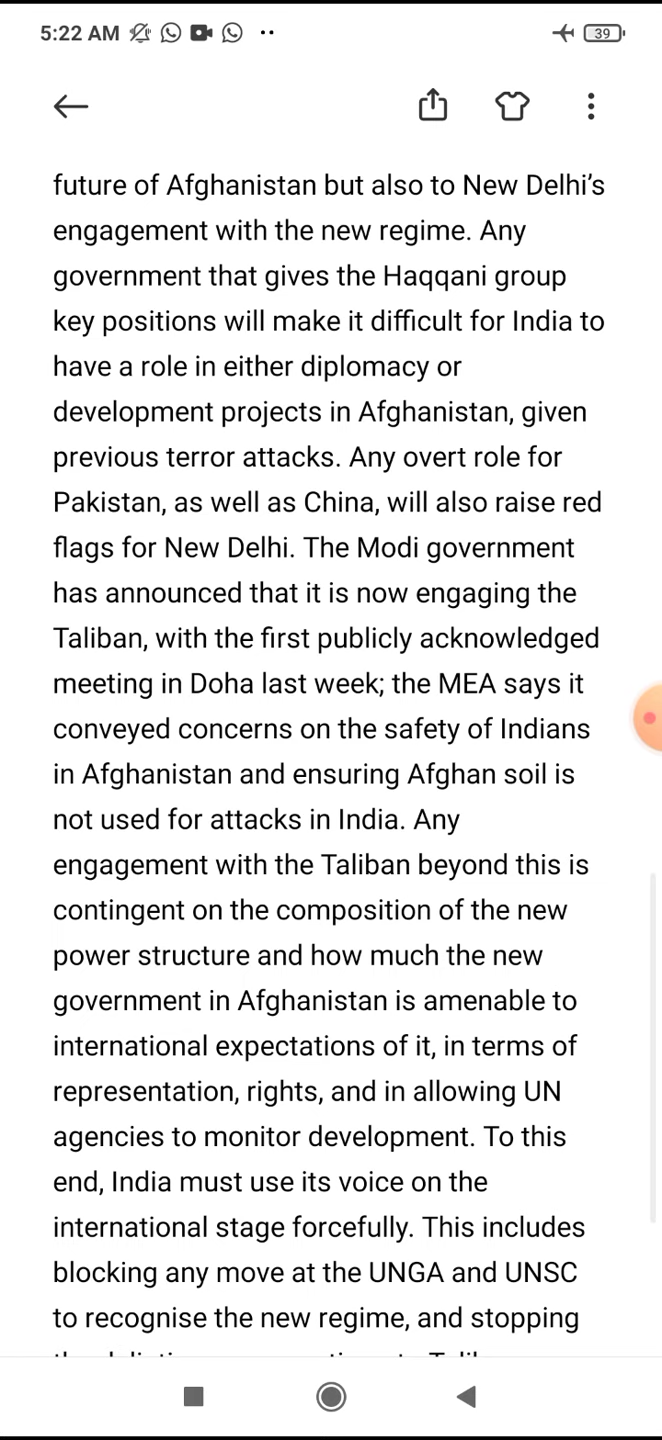 5:22 AM
39
future of Afghanistan but also to New Delhi's
engagement with the new regime. Any
government that gives the Haqqani group
key positions will make it difficult for India to
have a role in either diplomacy or
development projects in Afghanistan, given
previous terror attacks. Any overt role for
Pakistan, as well as China, will also raise red
flags for New Delhi. The Modi government
has announced that it is now engaging the
Taliban, with the first publicly acknowledged
meeting in Doha last week; the MEA says it
conveyed concerns on the safety of Indians
in Afghanistan and ensuring Afghan soil is
not used for attacks in India. Any
engagement with the Taliban beyond this is
contingent on the composition of the new
power structure and how much the new
government in Afghanistan is amenable to
international expectations of it, in terms of
representation, rights, and in allowing UN
agencies to monitor development. To this
end, India must use its voice on the
international stage forcefully. This includes
blocking any move at the UNGA and UNSC
to recognise the new regime, and stopping